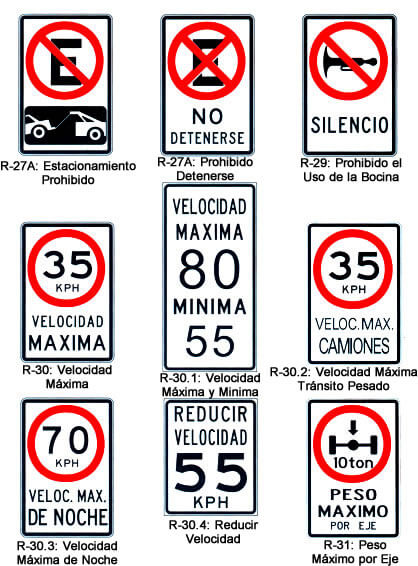 E
R-27A: Estacionamiento
Prohibido
E
NO
DETENERSE
R-27A: Prohibido
Detenerse
SILENCIO
R-29: Prohibido el
Uso de la Bocina
35
KPH
VELOCIDAD
MAXIMA
R-30: Velocidad
Máxima
VELOCIDAD
MAXIMA
80
MINIMA
55
R-30.1: Velocidad
Máxima y Minima
35
KPH
VELOC. MAX.
CAMIONES
R-30.2: Velocidad Máxima
Tránsito Pesado
70
KPH
VELOC. MAX.
DE NOCHE
R-30.3: Velocidad
Máxima de Noche
REDUCIR
VELOCIDAD
55
KPH
R-30.4: Reducir
Velocidad
10 ton
PESO
MAXIMO
POR EJE
R-31: Peso
Máximo por Eje